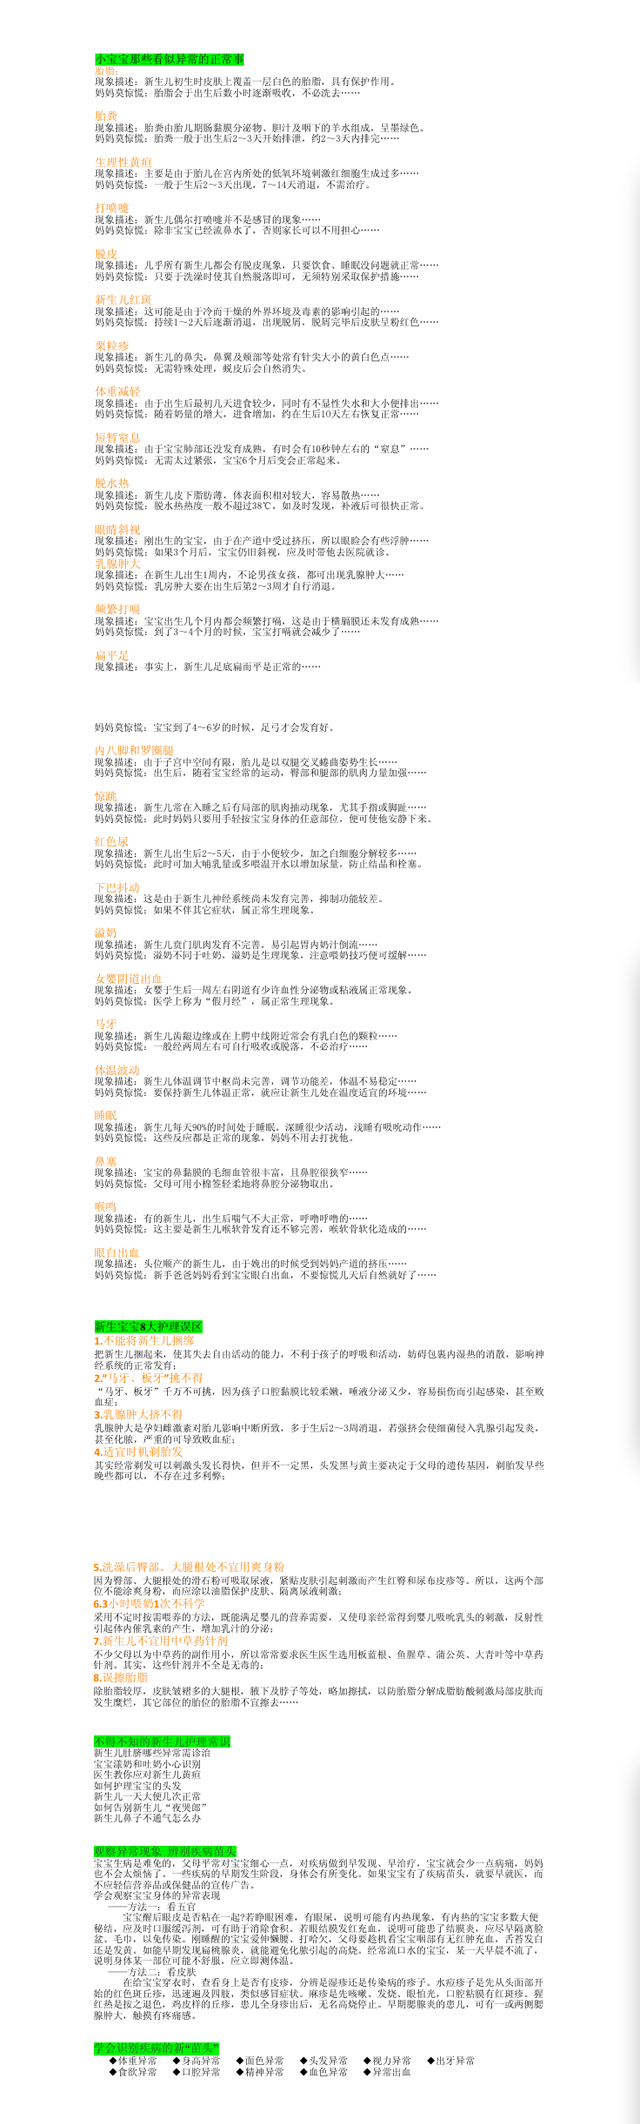 小宝宝那些看似异常的正常事
胎脂：
现象描述：新生儿初生时皮肤上覆盖一层白色的胎脂，具有保护作用。
妈妈莫惊慌：胎脂会于出生后数小时逐渐吸收，不必洗去……
胎粪
现象描述：胎粪由胎儿期肠黏膜分泌物、胆汁及咽下的羊水组成，呈墨绿色。
妈妈莫惊慌：胎粪一般于出生后2～3天开始排泄，约2～3天内排完……
生理性黄疸
现象描述：主要是由于胎儿在宫内所处的低氧环境刺激红细胞生成过多……
妈妈莫惊慌：一般于生后2～3天出现，7～14天消退，不需治疗。
打喷嚏
现象描述：新生儿偶尔打喷嚏并不是感冒的现象……
妈妈莫惊慌：除非宝宝已经流鼻水了，否则家长可以不用担心……
脱皮
现象描述：几乎所有新生儿都会有脱皮现象，只要饮食、睡眠没问题就正常……
妈妈莫惊慌：只要于洗澡时使其自然脱落即可，无须特别采取保护措施……
新生儿红斑
现象描述：这可能是由于冷而干燥的外界环境及毒素的影响引起的……
妈妈莫惊慌：持续1～2天后逐渐消退，出现脱屑，脱屑完毕后皮肤呈粉红色……
粟粒疹
现象描述：新生儿的鼻尖，鼻翼及颊部等处常有针尖大小的黄白色点……
妈妈莫惊慌：无需特殊处理，蜕皮后会自然消失。
体重减轻
现象描述：由于出生后最初几天进食较少，同时有不显性失水和大小便排出……
妈妈莫惊慌：随着奶量的增大，进食增加，约在生后10天左右恢复正常……
短暂窒息
现象描述：由于宝宝肺部还没发育成熟，有时会有10秒钟左右的“窒息”……
妈妈莫惊慌：无需太过紧张，宝宝6个月后变会正常起来。
脱水热
现象描述：新生儿皮下脂肪薄，体表面积相对较大，容易散热……
妈妈莫惊慌：脱水热热度一般不超过38℃，如及时发现，补液后可很快正常。
眼睛斜视
现象描述：刚出生的宝宝，由于在产道中受过挤压，所以眼睑会有些浮肿……
妈妈莫惊慌：如果3个月后，宝宝仍旧斜视，应及时带他去医院就诊。
乳腺肿大
现象描述：在新生儿出生1周内，不论男孩女孩，都可出现乳腺肿大……
妈妈莫惊慌：乳房肿大要在出生后第2～3周才自行消退。
频繁打嗝
现象描述：宝宝出生几个月内都会频繁打嗝，这是由于横膈膜还未发育成熟……
妈妈莫惊慌：到了3～4个月的时候，宝宝打嗝就会减少了……
扁平足
现象描述：事实上，新生儿足底扁而平是正常的……
妈妈莫惊慌：宝宝到了4～6岁的时候，足弓才会发育好。
内八脚和罗圈腿
现象描述：由于子宫中空间有限，胎儿是以双腿交叉蜷曲姿势生长……
妈妈莫惊慌：出生后，随着宝宝经常的运动，臀部和腿部的肌肉力量加强……
惊跳
现象描述：新生儿常在入睡之后有局部的肌肉抽动现象，尤其手指或脚趾……
妈妈莫惊慌：此时妈妈只要用手轻按宝宝身体的任意部位，便可使他安静下来。
红色尿
现象描述：新生儿出生后2～5天，由于小便较少，加之白细胞分解较多……
妈妈莫惊慌：此时可加大哺乳量或多喂温开水以增加尿量，防止结晶和栓塞。
下巴抖动
现象描述：这是由于新生儿神经系统尚未发育完善，抑制功能较差。
妈妈莫惊慌：如果不伴其它症状，属正常生理现象。
溢奶
现象描述：新生儿贲门肌肉发育不完善，易引起胃内奶汁倒流……
妈妈莫惊慌：溢奶不同于吐奶，溢奶是生理现象，注意喂奶技巧便可缓解……
女婴阴道出血
现象描述：女婴于生后一周左右阴道有少许血性分泌物或粘液属正常现象。
妈妈莫惊慌：医学上称为“假月经”，属正常生理现象。
马牙
现象描述：新生儿齿龈边缘或在上腭中线附近常会有乳白色的颗粒……
妈妈莫惊慌：一般经两周左右可自行吸收或脱落，不必治疗……
体温波动
现象描述：新生儿体温调节中枢尚未完善，调节功能差，体温不易稳定……
妈妈莫惊慌：要保持新生儿体温正常，就应让新生儿处在温度适宜的环境……
睡眠
现象描述：新生儿每天90%的时间处于睡眠。深睡很少活动，浅睡有吸吮动作……
妈妈莫惊慌：这些反应都是正常的现象，妈妈不用去打扰他。
鼻塞
现象描述：宝宝的鼻黏膜的毛细血管很丰富，且鼻腔很狭窄……
妈妈莫惊慌：父母可用小棉签轻柔地将鼻腔分泌物取出。
喉鸣
现象描述：有的新生儿，出生后喘气不大正常，呼噜呼噜的……
妈妈莫惊慌：这主要是新生儿喉软骨发育还不够完善，喉软骨软化造成的……
眼白出血
现象描述：头位顺产的新生儿，由于娩出的时候受到妈妈产道的挤压……
妈妈莫惊慌：新手爸爸妈妈看到宝宝眼白出血，不要惊慌几天后自然就好了……
新生宝宝8大护理误区
1.不能将新生儿捆绑
把新生儿捆起来，使其失去自由活动的能力，不利于孩子的呼吸和活动，妨碍包裹内湿热的消散，影响神
经系统的正常发育；
2.“马牙、板牙”挑不得
“马牙、板牙”千万不可挑，因为孩子口腔黏膜比较柔嫩，唾液分泌又少，容易损伤而引起感染，甚至败
血症；
3.乳腺肿大挤不得
乳腺肿大是孕妇雌激素对胎儿影响中断所致，多于生后2～3周消退，若强挤会使细菌侵入乳腺引起发炎，
甚至化脓，严重的可导致败血症；
4.适宜时机剃胎发
其实经常剃发可以刺激头发长得快，但并不一定黑，头发黑与黄主要决定于父母的遗传基因，剃胎发早些
晚些都可以，不存在过多利弊；
5.洗澡后臀部、大腿根处不宜用爽身粉
因为臀部、大腿根处的滑石粉可吸取尿液，紧贴皮肤引起刺激而产生红臀和尿布皮疹等。所以，这两个部
位不能涂爽身粉，而应涂以油脂保护皮肤、隔离尿液刺激；
6.3小时喂奶1次不科学
采用不定时按需喂养的方法，既能满足婴儿的营养需要，又使母亲经常得到婴儿吸吮乳头的刺激，反射性
引起体内催乳素的产生，增加乳汁的分泌；
7.新生儿不宜用中草药针剂
不少父母以为中草药的副作用小，所以常常要求医生医生选用板蓝根、鱼腥草、蒲公英、大青叶等中草药
针剂。其实，这些针剂并不全是无毒的；
8.误擦胎脂
除胎脂较厚，皮肤皱褶多的大腿根，腋下及脖子等处，略加擦拭，以防胎脂分解成脂肪酸刺激局部皮肤而
发生糜烂，其它部位的胎位的胎脂不宜擦去……
不得不知的新生儿护理常识
新生儿肚脐哪些异常需诊治
宝宝漾奶和吐奶小心识别
医生教你应对新生儿黄疸
如何护理宝宝的头发
新生儿一天大便几次正常
如何告别新生儿“夜哭郎”
新生儿鼻子不通气怎么办
观察异常现象 辨别疾病苗头
宝宝生病是难免的，父母平常对宝宝细心一点，对疾病做到早发现、早治疗，宝宝就会少一点病痛，妈妈
也不会太烦恼了。一些疾病的早期发生阶段，身体会有所变化。如果宝宝有了疾病苗头，就要早就医，而
不应轻信营养品或保健品的宣传广告。
学会观察宝宝身体的异常表现
——方法一：看五官
宝宝醒后眼皮是否粘在一起?若睁眼困难，有眼屎，说明可能有内热现象，有内热的宝宝多数大便
秘结，应及时口服缓泻剂，可有助于消除食积。若眼结膜发红充血，说明可能患了结膜炎，应尽早隔离脸
盆、毛巾，以免传染。刚睡醒的宝宝爱伸懒腰、打哈欠，父母要趁机看宝宝咽部有无红肿充血，舌苔发白
还是发黄。如能早期发现扁桃腺炎，就能避免化脓引起的高烧。经常流口水的宝宝，某一天早晨不流了，
说明身体某一部位可能不舒服，应立即测体温。
——方法二：看皮肤
在给宝宝穿衣时，查看身上是否有皮疹，分辨是湿疹还是传染病的疹子。水痘疹子是先从头面部开
始的红色斑丘疹，迅速遍及四肢，类似感冒症状。麻疹是先咳嗽、发烧、眼怕光，口腔粘膜有红斑疹。猩
红热是按之退色，鸡皮样的丘疹，患儿全身疹出后，无名高烧停止。早期腮腺炎的患儿，可有一或两侧腮
腺肿大，触摸有疼痛感。
学会识别疾病的新“苗头”
◆体重异常 ◆身高异常 ◆面色异常 ◆头发异常 ◆视力异常 ◆出牙异常
◆食欲异常 ◆口腔异常 ◆精神异常 ◆血色异常 ◆异常出血